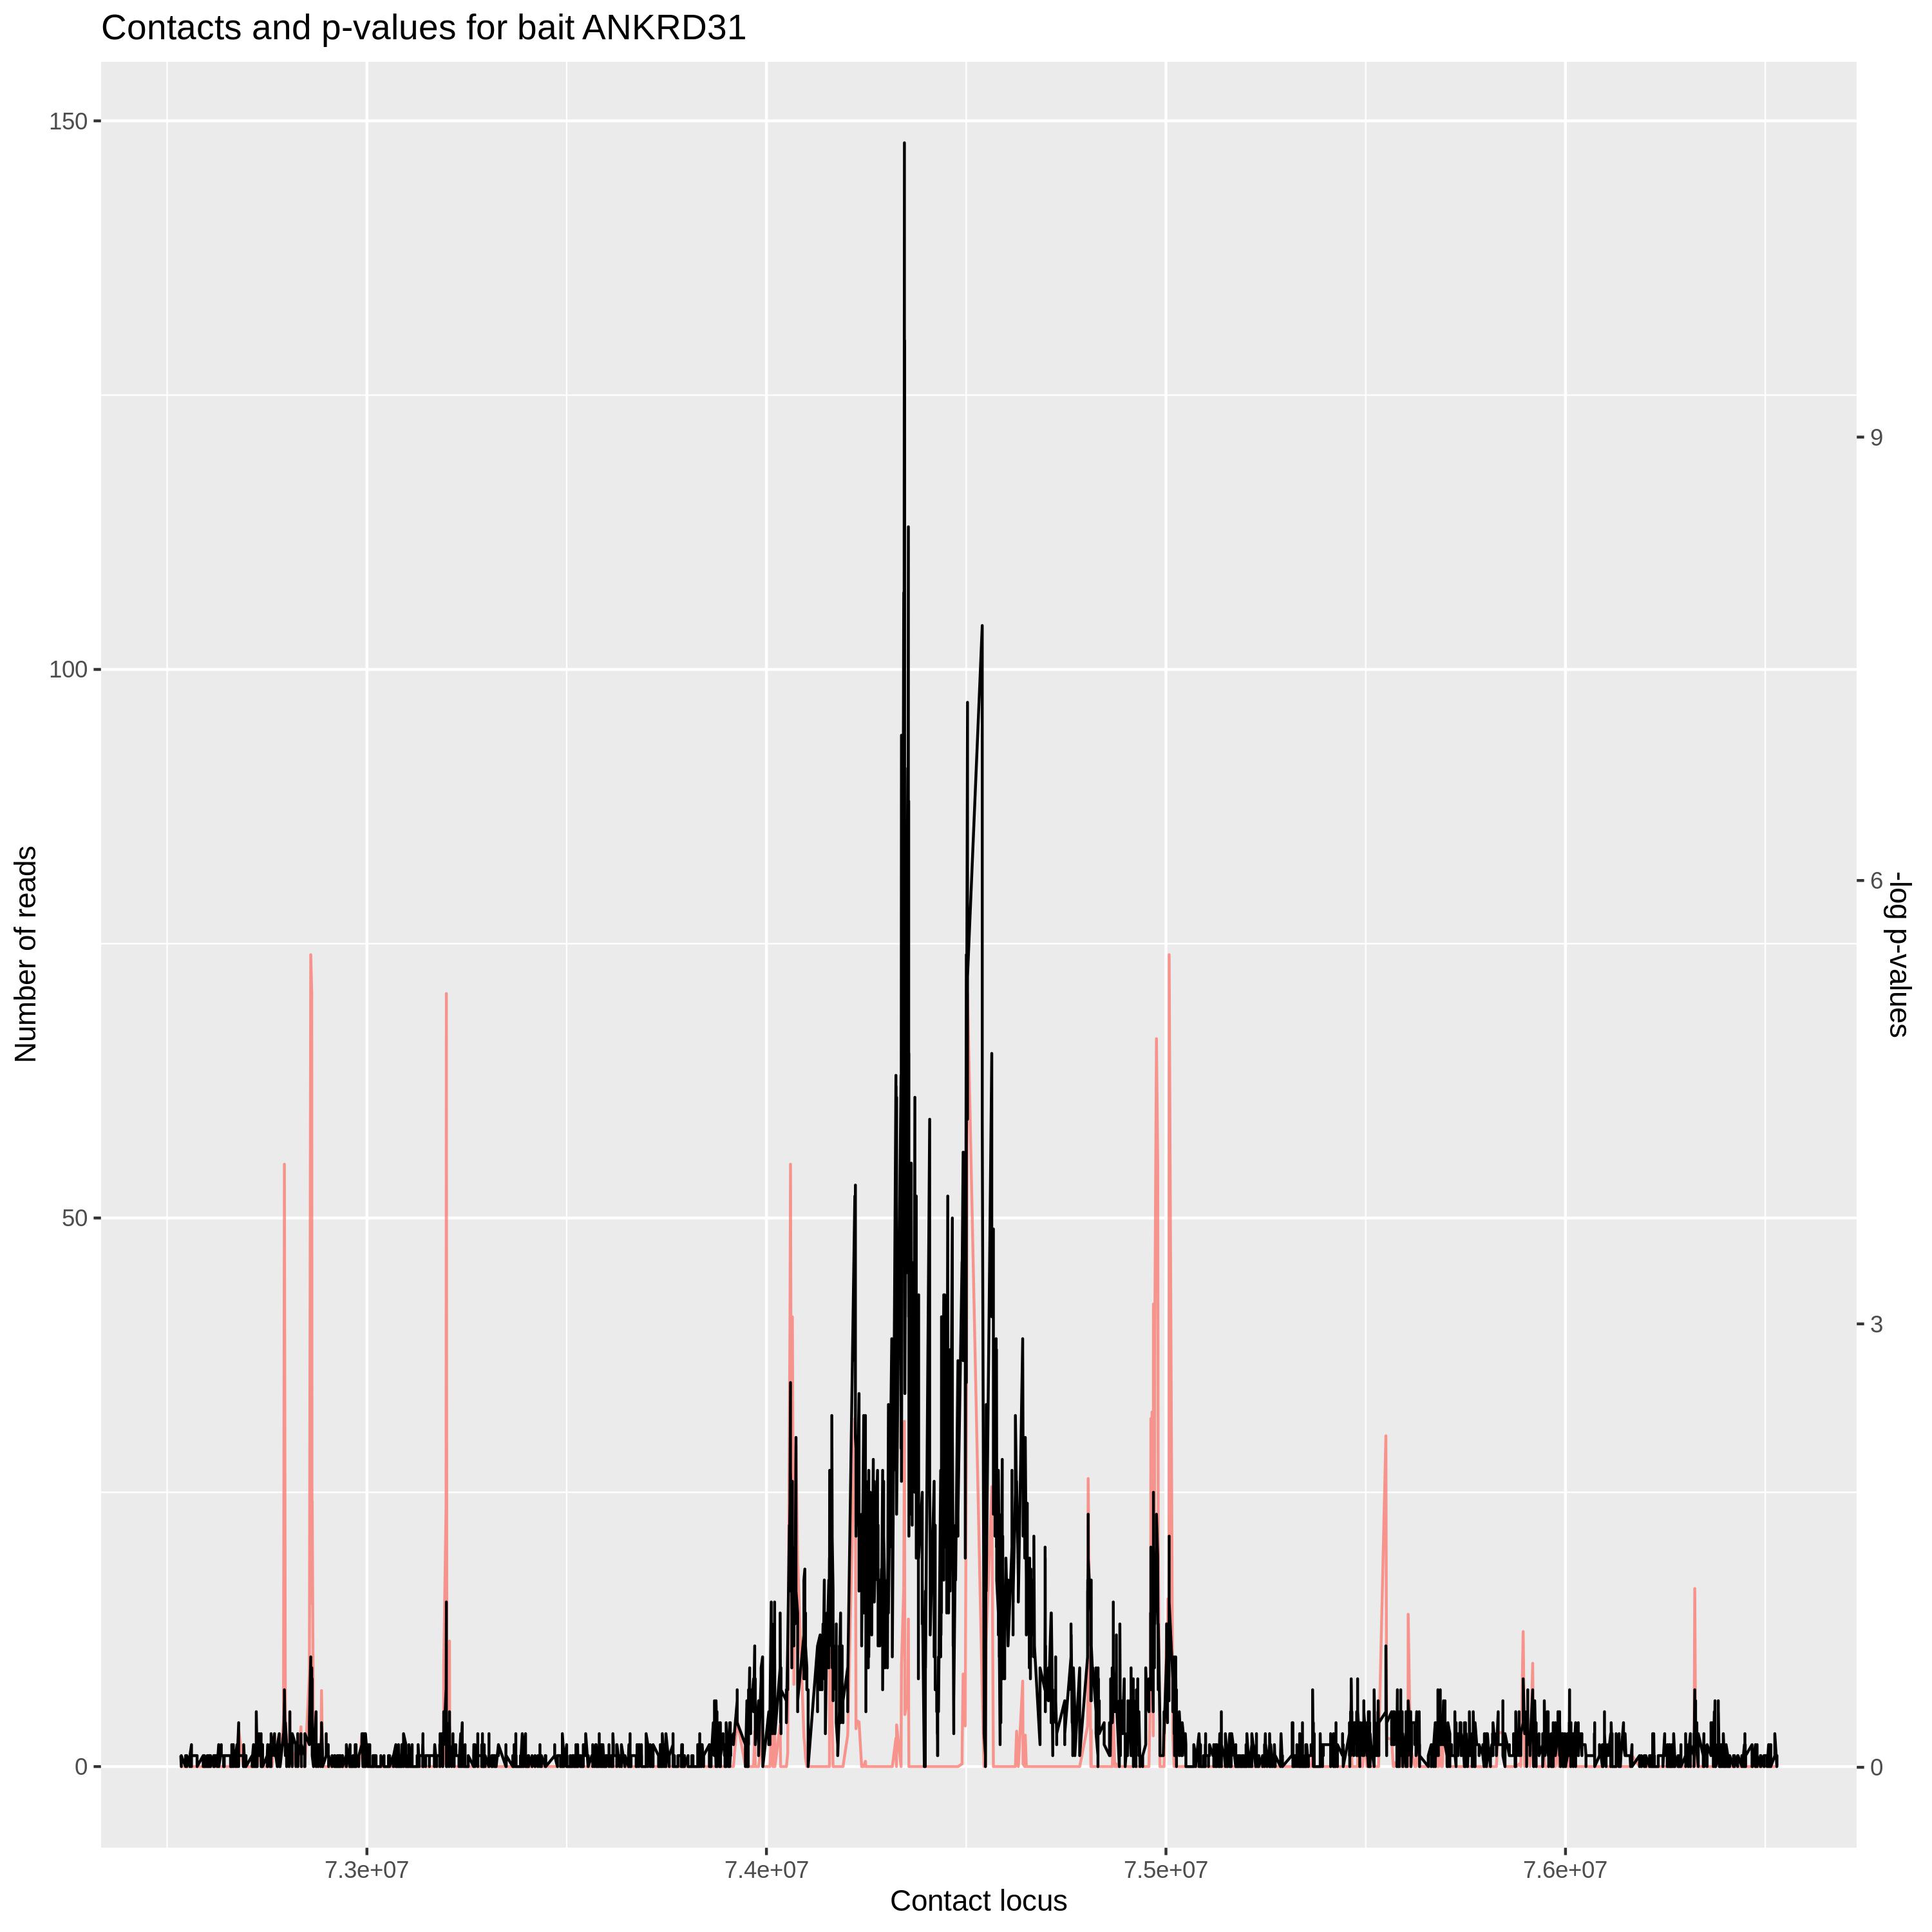 Contacts and p-values for bait ANKRD31
150
100
50
0
Number of reads
9
6
3
0
-log p-values
7.3e+07 7.4e+07 7.5e+07 7.6e+07
Contact locus